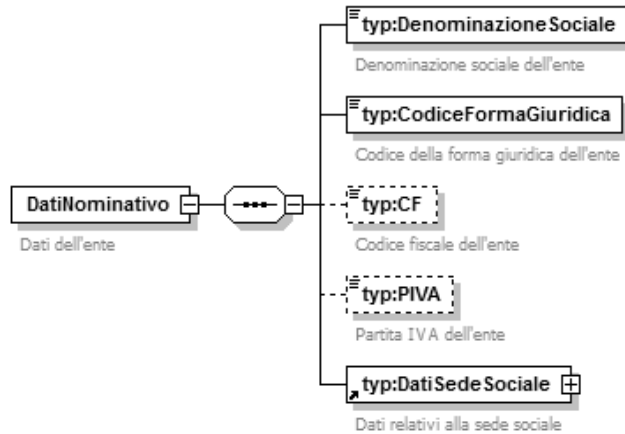 typ:DenominazioneSociale
Denominazione sociale dell'ente
typ:CodiceFormaGiuridica
Codice della forma giuridica dell'ente
DatiNominativo
Dati dell'ente
typ:CF
Codice fiscale dell'ente
typ:PIVA
Partita IVA dell'ente
typ:DatiSedeSociale
Dati relativi alla sede sociale